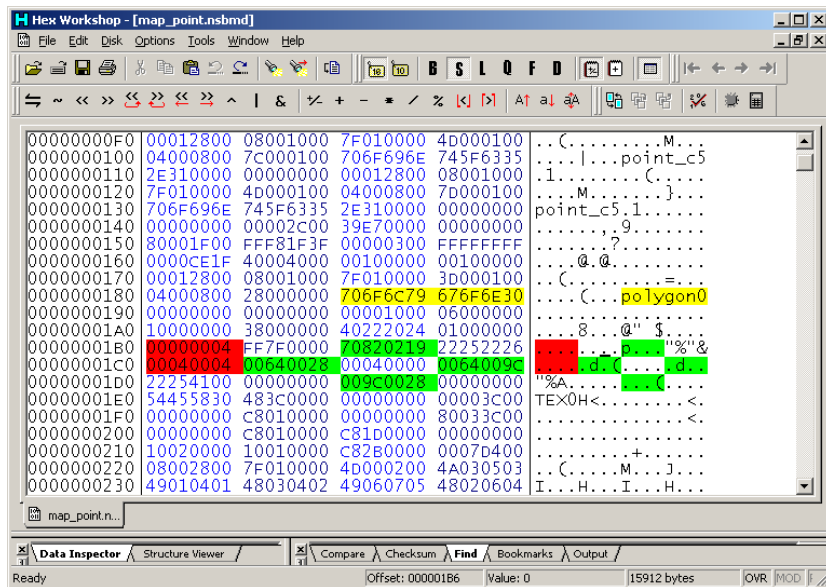 Hex Workshop - [map_point.nsbmd]
File Edit Disk Options Tools Window Help
B S L Q F D
00000000F0 00012800 08001000 7F010000 4D000100 ..(.........M...
0000000100 04000800 7C000100 706F696E 745F6335 ....|...point_c5
0000000110 2E310000 00000000 00012800 08001000 .1........(.....
0000000120 7F010000 4D000100 04000800 7D000100 ....M.......}...
0000000130 706F696E 745F6335 2E310000 00000000 point_c5.1......
0000000140 00000000 00002C00 39E70000 00000000 ......,.9.......
0000000150 80001F00 FFF81F3F 00000300 FFFFFFFF .......?........
0000000160 0000CE1F 40004000 00100000 00100000 ....@.@.........
0000000170 00012800 08001000 7F010000 3D000100 ..(.........=...
0000000180 04000800 28000000 706F6C79 676F6E30 ....(...polygon0
0000000190 00000000 00000000 00001000 06000000 ................
00000001A0 10000000 38000000 40222024 01000000 ....8...@" $....
00000001B0 00000004 FF7F0000 70820219 22252226 ........p..."%"&
00000001C0 00040004 00640028 00040000 0064009C .....d.(.....d..
00000001D0 22254100 00000000 009C0028 00000000 "%A........(....
00000001E0 54455830 483C0000 00000000 00003C00 TEX0H<........<.
00000001F0 00000000 C8010000 00000000 80033C00 ..............<.
0000000200 00000000 C8010000 C81D0000 00000000 ................
0000000210 10020000 10010000 C82B0000 0007D400 .........+......
0000000220 08002800 7F010000 4D000200 4A030503 ..(.....M...J...
0000000230 49010401 48030402 49060705 48020604 I...H...I...H...
map_point.n...
Data Inspector Structure Viewer Compare Checksum Find Bookmarks Output
Ready Offset: 000001B6 Value: 0 15912 bytes OVR MOD